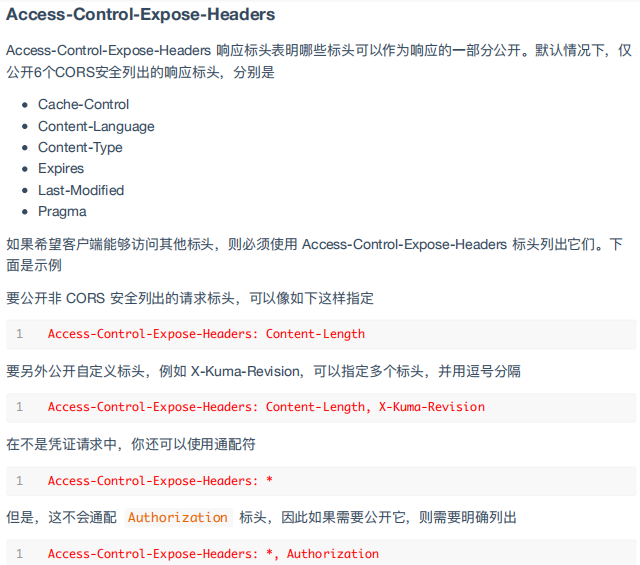 Access-Control-Expose-Headers
Access-Control-Expose-Headers 响应标头表明哪些标头可以作为响应的一部分公开。默认情况下，仅
公开6个CORS安全列出的响应标头，分别是
Cache-Control
Content-Language
Content-Type
Expires
Last-Modified
Pragma
如果希望客户端能够访问其他标头，则必须使用 Access-Control-Expose-Headers 标头列出它们。下
面是示例
要公开非 CORS 安全列出的请求标头，可以像如下这样指定
1 Access-Control-Expose-Headers: Content-Length
要另外公开自定义标头，例如 X-Kuma-Revision，可以指定多个标头，并用逗号分隔
1 Access-Control-Expose-Headers: Content-Length, X-Kuma-Revision
在不是凭证请求中，你还可以使用通配符
1 Access-Control-Expose-Headers: *
但是，这不会通配 Authorization 标头，因此如果需要公开它，则需要明确列出
1 Access-Control-Expose-Headers: *, Authorization